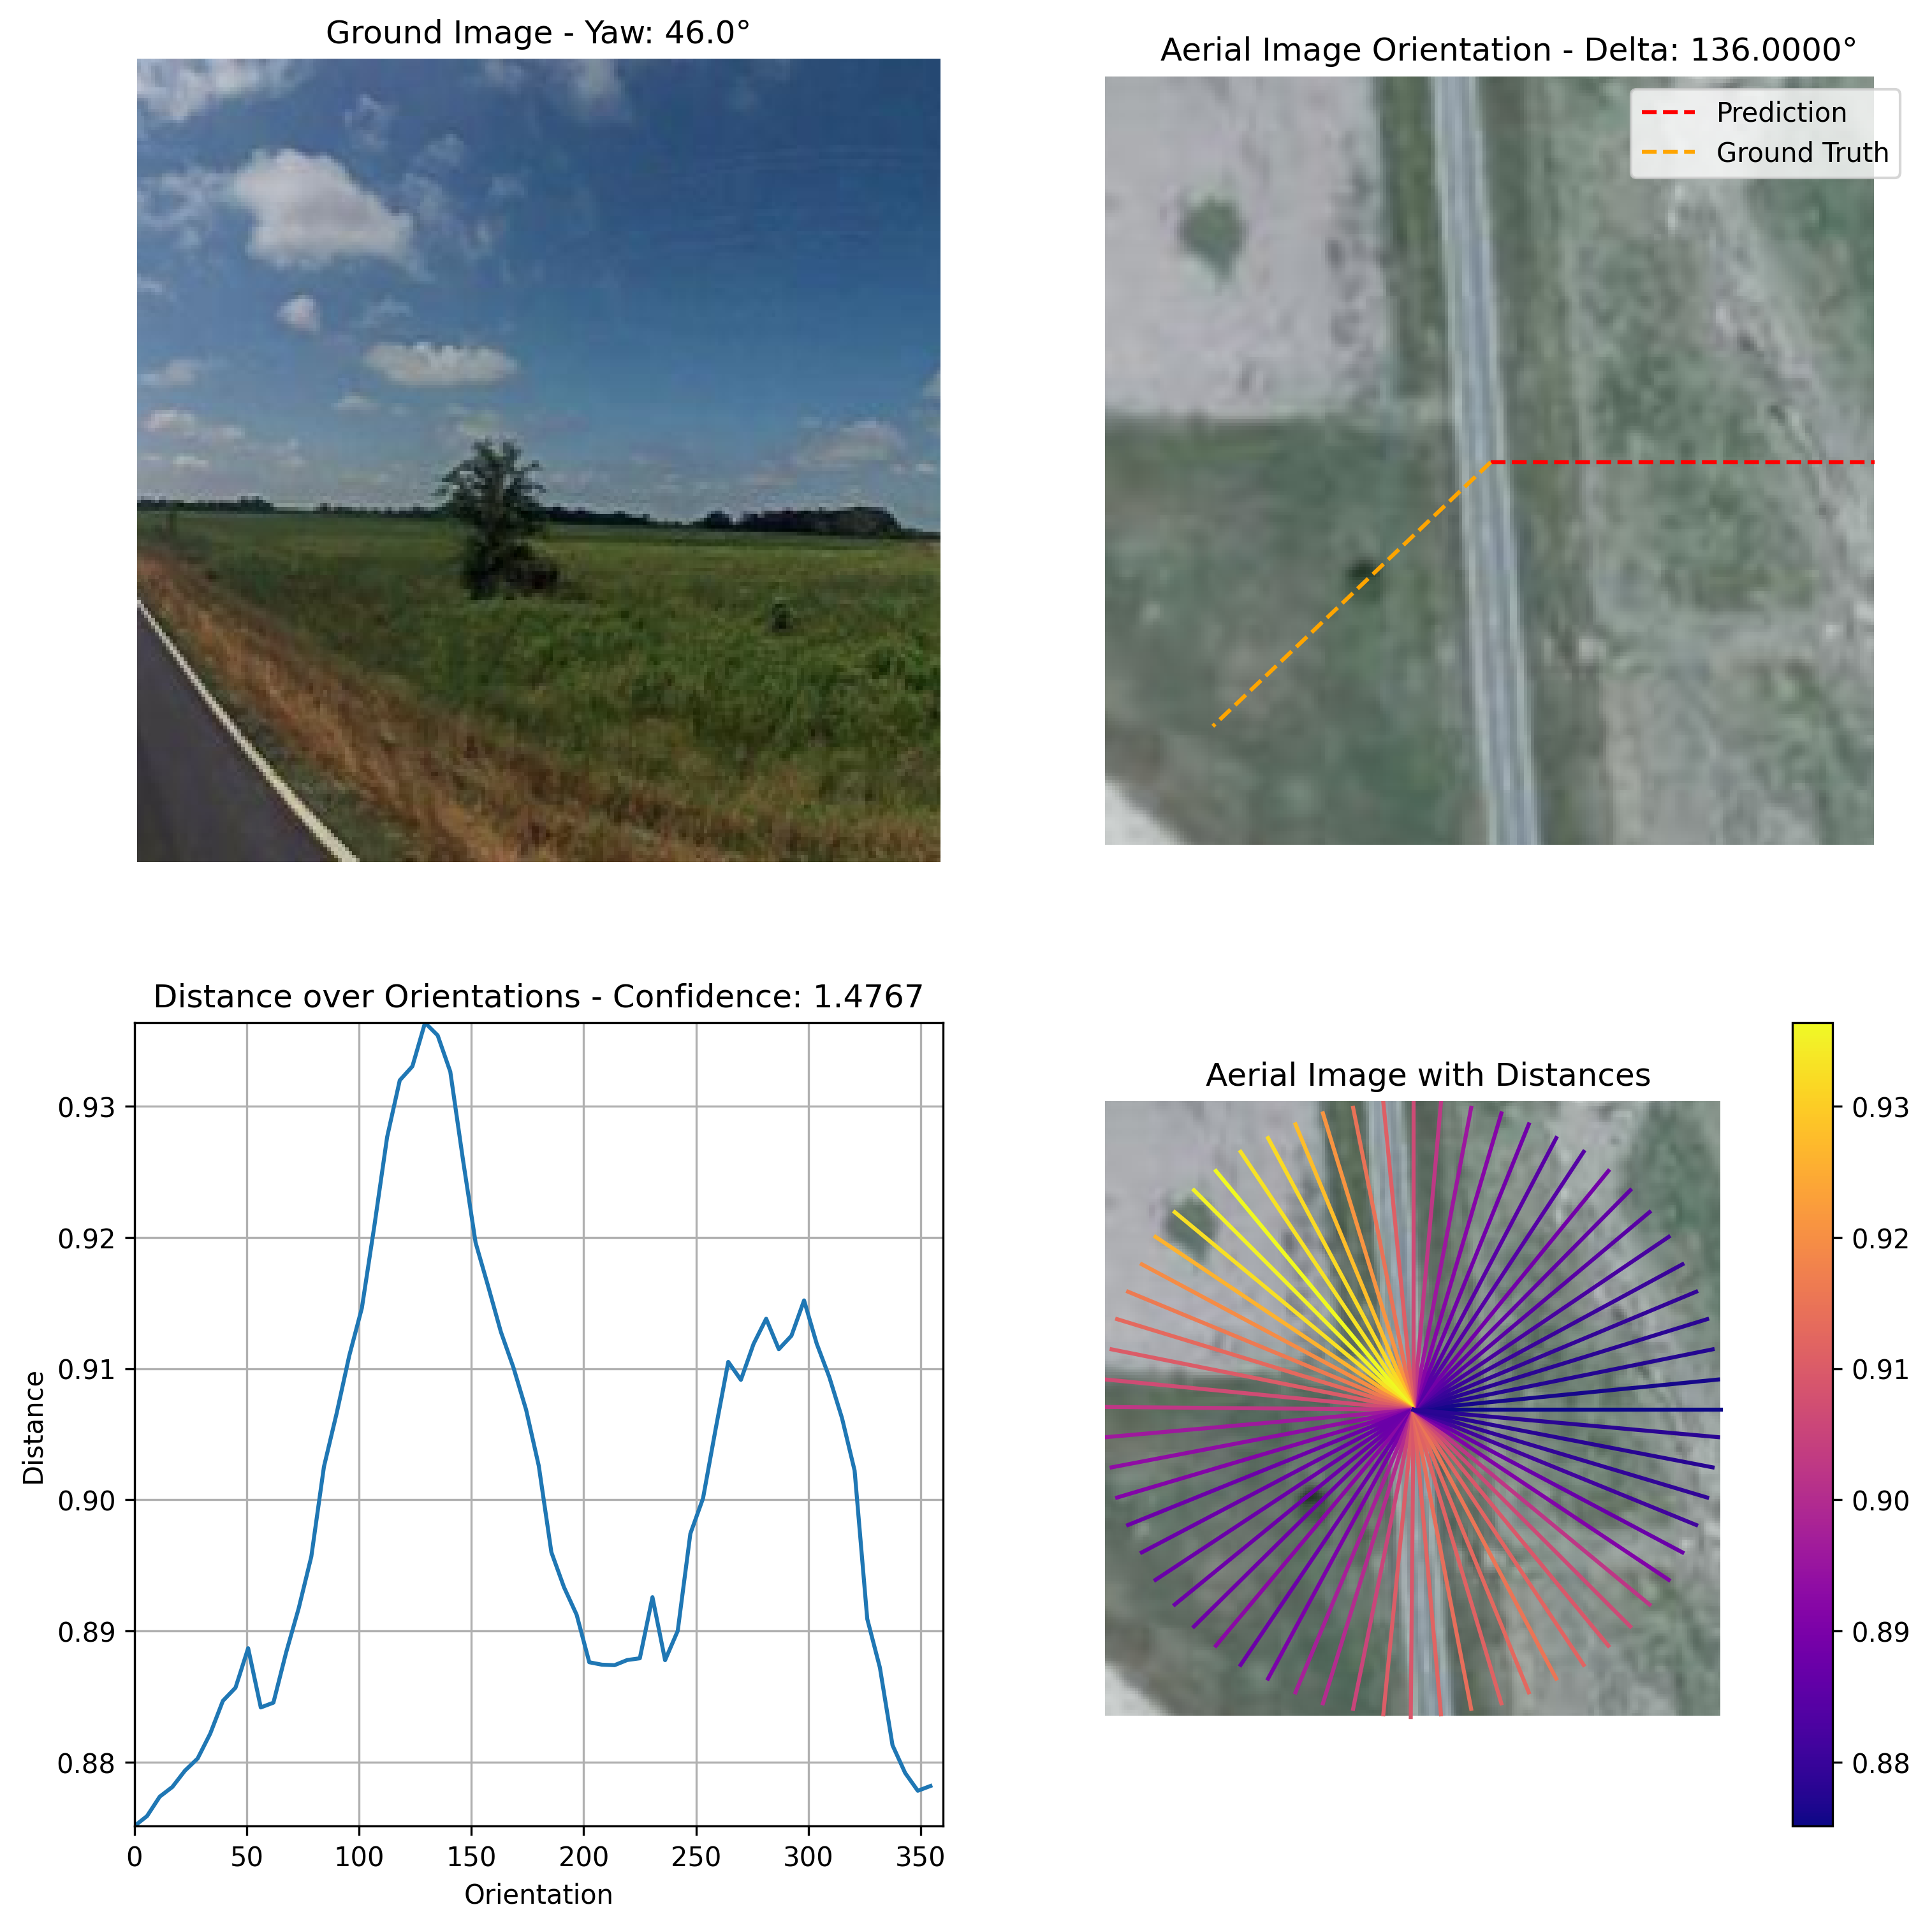 Ground Image - Yaw: 46.0°
Aerial Image Orientation - Delta: 136.0000°
Prediction
Ground Truth
Distance over Orientations - Confidence: 1.4767
Distance
0.93
0.92
0.91
0.90
0.89
0.88
0
50
100
150
200
250
300
350
Orientation
Aerial Image with Distances
0.93
0.92
0.91
0.90
0.89
0.88